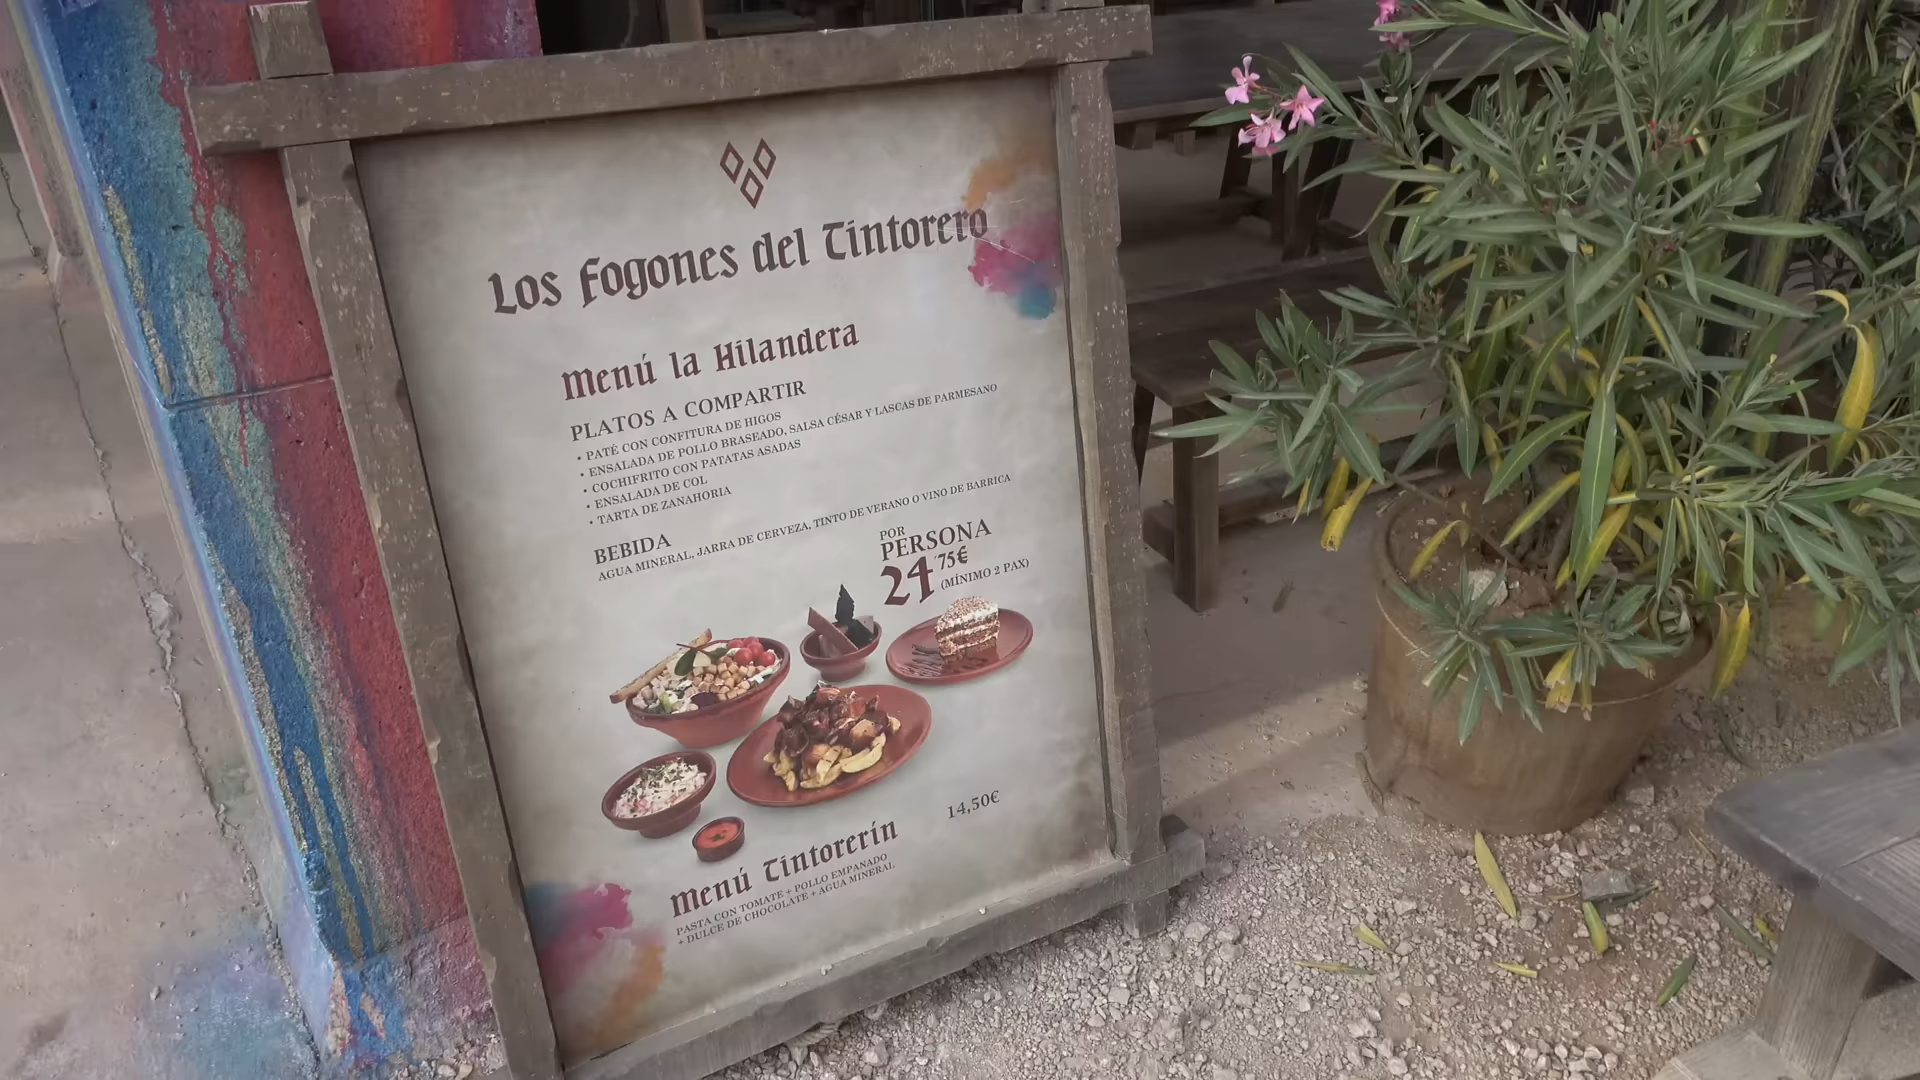 Los Fogones del Tintorero
Menú la Hilandera
PLATOS A COMPARTIR
• PATÉ CON CONFITURA DE HIGOS
• ENSALADA DE POLLO BRASEADO, SALSA CÉSAR Y LASCAS DE PARMESANO
• COCHIFRITO CON PATATAS ASADAS
• ENSALADA DE COL
• TARTA DE ZANAHORIA
BEBIDA
AGUA MINERAL, JARRA DE CERVEZA, TINTO DE VERANO O VINO DE BARRICA
POR
PERSONA
24'75€
(MÍNIMO 2 PAX)
Menú Tintorerín 14,50€
PASTA CON TOMATE + POLLO EMPANADO
+ DULCE DE CHOCOLATE + AGUA MINERAL